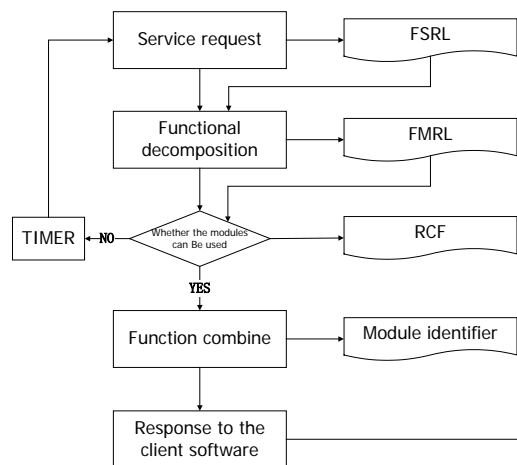 Service request
FSRL
Functional
decomposition
FMRL
Whether the modules
can Be used
TIMER
NO
RCF
YES
Function combine
Module identifier
Response to the
client software